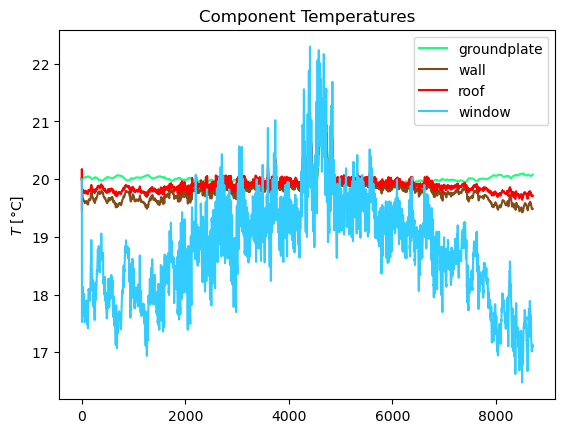 Component Temperatures
groundplate
wall
roof
window
T [°C]
22
21
20
19
18
17
0
2000
4000
6000
8000